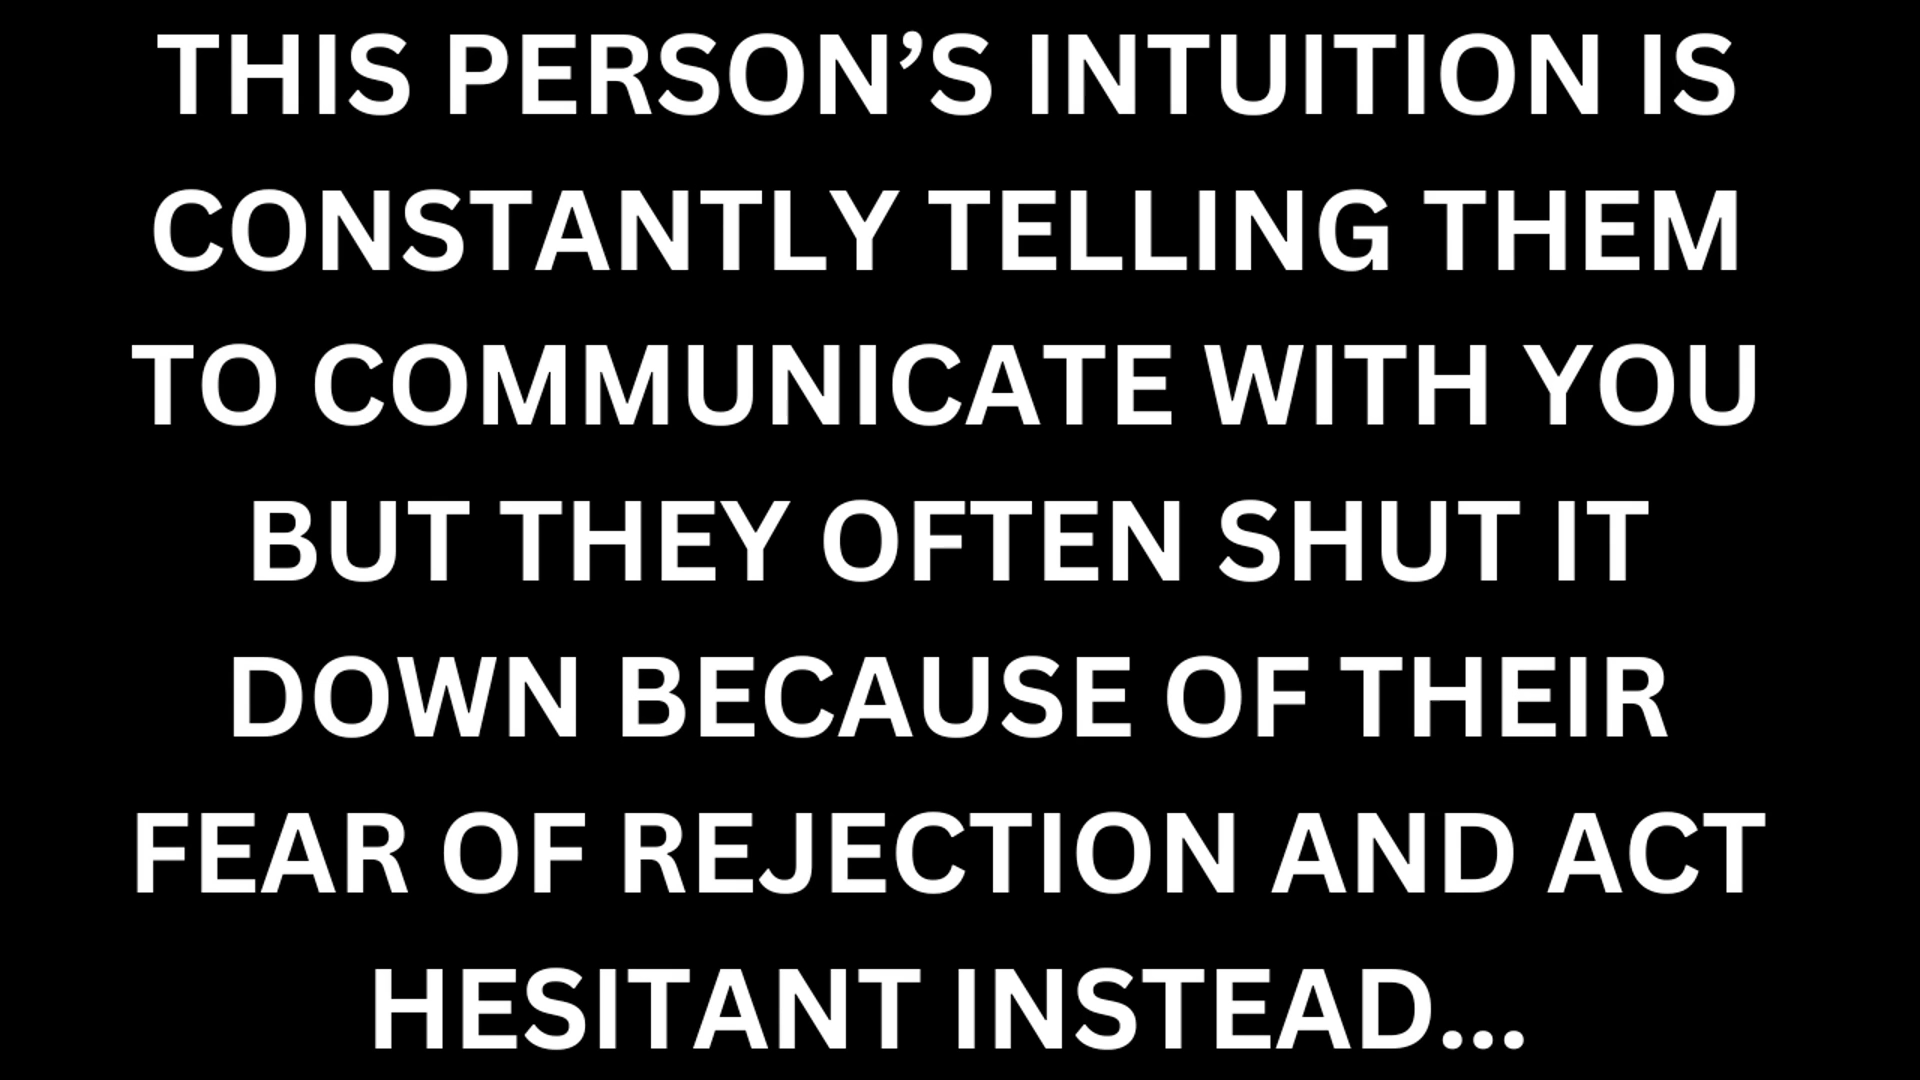 THIS PERSON’S INTUITION IS
CONSTANTLY TELLING THEM
TO COMMUNICATE WITH YOU
BUT THEY OFTEN SHUT IT
DOWN BECAUSE OF THEIR
FEAR OF REJECTION AND ACT
HESITANT INSTEAD...